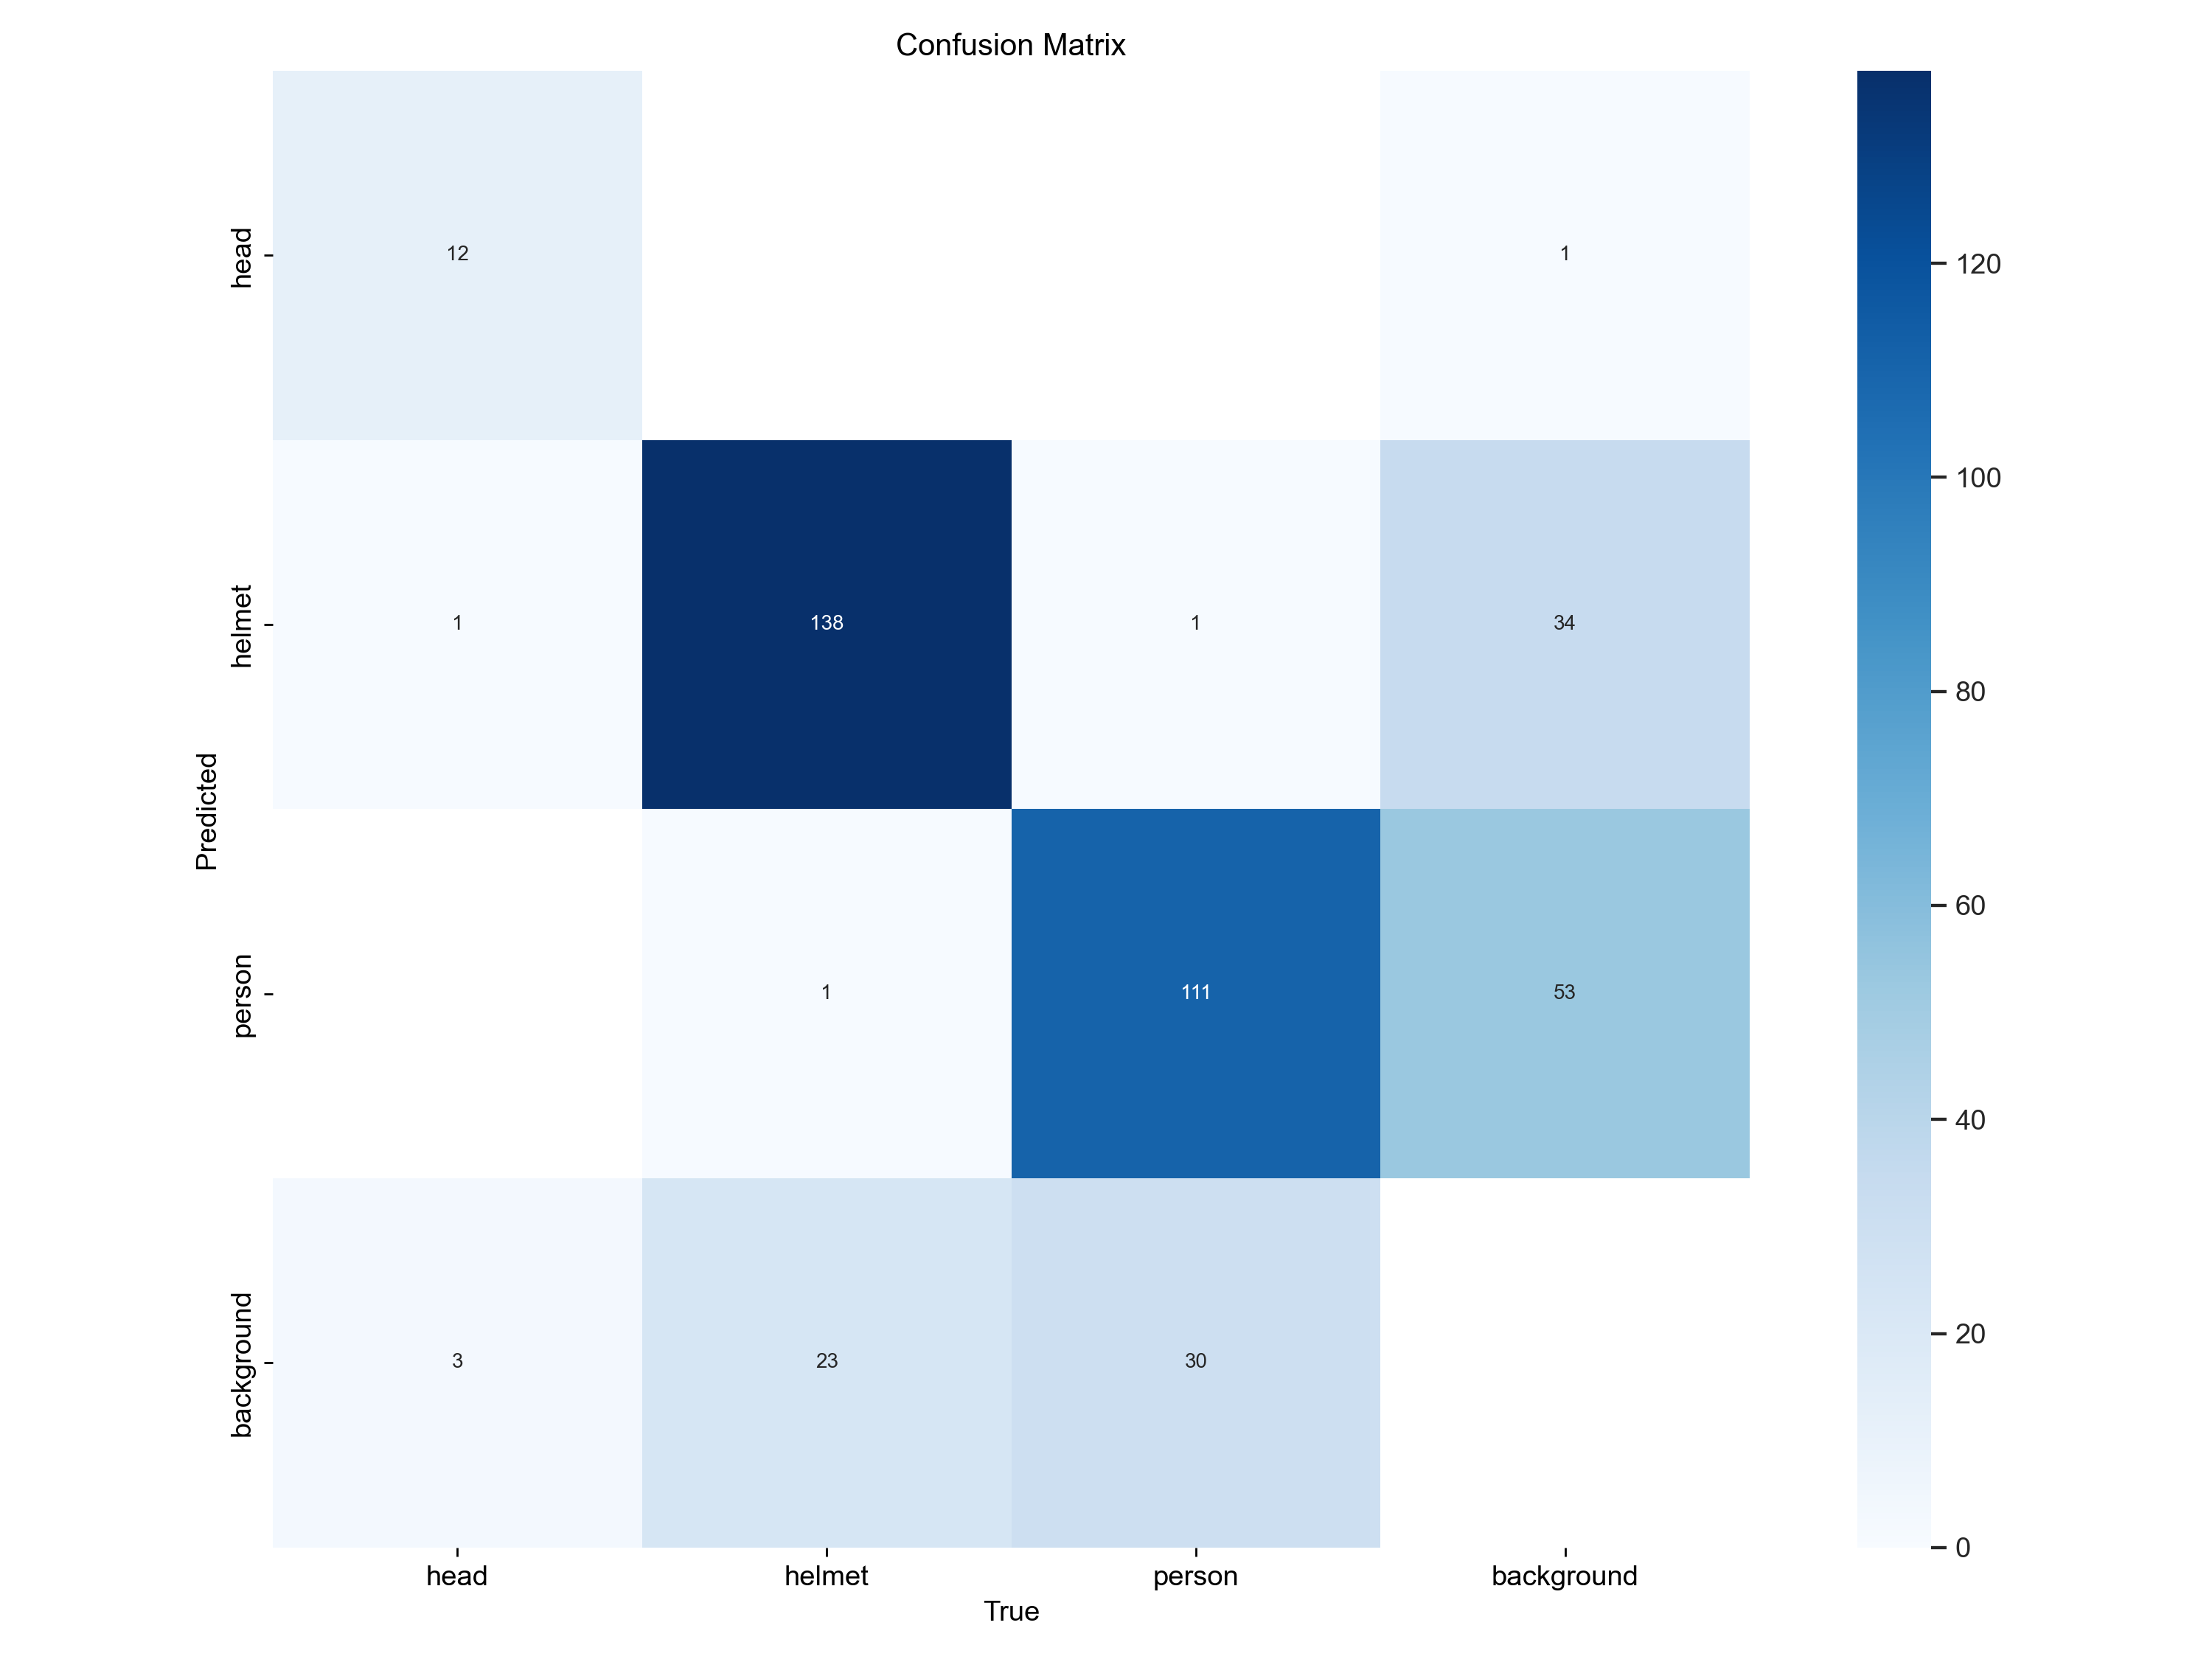 Confusion Matrix
head
12
1
120
100
helmet
1
138
1
34
80
Predicted
60
person
1
111
53
40
background
3
23
30
20
0
head
helmet
person
background
True